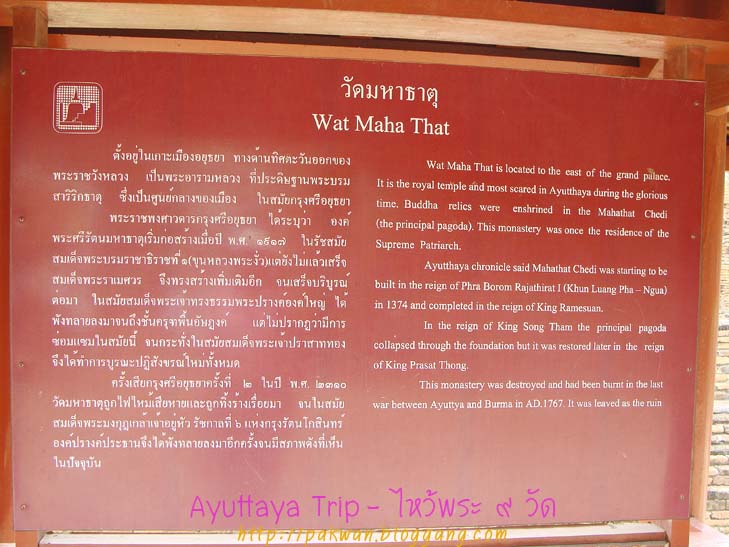 วัดมหาธาตุ
Wat Maha That
ตั้งอยู่ในเกาะเมืองอยุธยา ทางด้านทิศตะวันออกของ
พระราชวังหลวง เป็นพระอารามหลวง ที่ประดิษฐานพระบรม
สาริริกธาตุ ซึ่งเป็นศูนย์กลางของเมือง ในสมัยกรุงศรีอยุธยา
พระราชพงศาวดารกรุงศรีอยุธยา ได้ระบุว่า องค์
พระศรีรัตนมหาธาตุเริ่มก่อสร้างเมื่อปี พ.ศ. ๑๙๑๗ ในรัชสมัย
สมเด็จพระบรมราชาธิราชที่๑(ขุนหลวงพระงั่ว)แต่ยังไม่แล้วเสร็จ
สมเด็จพระราเมศวร จึงทรงสร้างเพิ่มเติมอีก จนเสร็จบริบูรณ์
ต่อมา ในสมัยสมเด็จพระเจ้าทรงธรรมพระปรางค์องค์ใหญ่ ได้
พังทลายลงมาจนถึงชั้นครุฑพื้นอัษฎงค์ แต่ไม่ปรากฏว่ามีการ
ซ่อมแซมในสมัยนี้ จนกระทั่งในสมัยสมเด็จพระเจ้าปราสาททอง
จึงได้ทำการบูรณะปฏิสังขรณ์ใหม่ทั้งหมด
ครั้งเสียกรุงศรีอยุธยาครั้งที่ ๒ ในปี พ.ศ. ๒๓๑๐
วัดมหาธาตุถูกไฟไหม้เสียหายและถูกทิ้งร้างเรื่อยมา จนในสมัย
สมเด็จพระมงกุฎเกล้าเจ้าอยู่หัว รัชกาลที่ ๖ แห่งกรุงรัตนโกสินทร์
องค์ปรางค์ประธานจึงได้พังทลายลงมาอีกครั้งจนมีสภาพดังที่เห็น
ในปัจจุบัน
Wat Maha That is located to the east of the grand palace.
It is the royal temple and most scared in Ayutthaya during the glorious
time. Buddha relics were enshrined in the Mahathat Chedi
(the principal pagoda). This monastery was once the residence of the
Supreme Patriarch.
Ayutthaya chronicle said Mahathat Chedi was starting to be
built in the reign of Phra Borom Rajathirat I (Khun Luang Pha – Ngua)
in 1374 and completed in the reign of King Ramesuan.
In the reign of King Song Tham the principal pagoda
collapsed through the foundation but it was restored later in the reign
of King Prasat Thong.
This monastery was destroyed and had been burnt in the last
war between Ayuttya and Burma in AD.1767. It was leaved as the ruin
Ayuttaya Trip - ไหว้พระ ๙ วัด
http://pakwan.bloggang.com